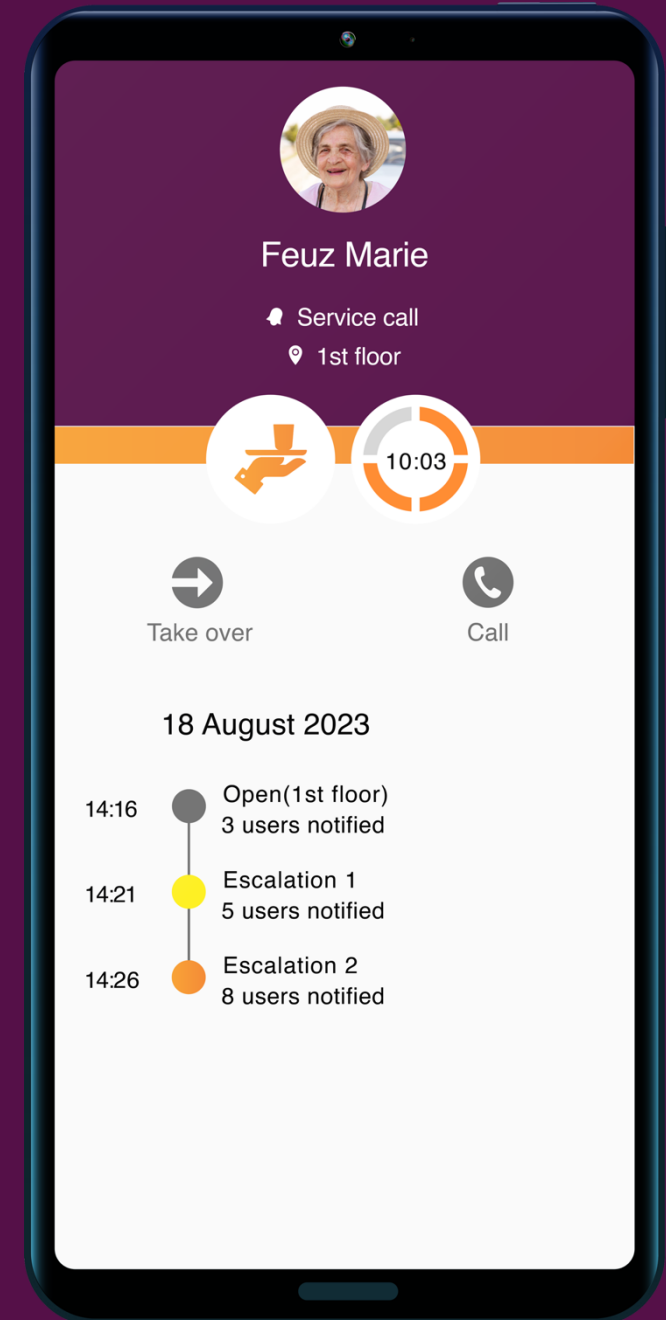 Feuz Marie
Service call
1st floor
10:03
Take over
Call
18 August 2023
14:16
Open(1st floor)
3 users notified
14:21
Escalation 1
5 users notified
14:26
Escalation 2
8 users notified